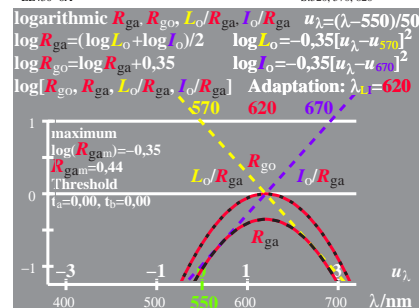 logarithmic Rga, Rgo, Lo/Rga, Io/Rga uλ=(λ−550)/50
logRga=(logLo+logIo)/2 logLo=−0,35[uλ−u570]²
logRgo=logRga+0,35 logIo=−0,35[uλ−u670]²
log[Rgo, Rga, Lo/Rga, Io/Rga] Adaptation: λLI=620
570 620 670
1
maximum
log(Rgam)=−0,35
Rgam=0,44
Threshold
ta=0,00, tb=0,00
Rgo
Lo/Rga Io/Rga
0
Rga
−1
−3 −1 1 3 uλ
400 500 550 600 700 λ/nm